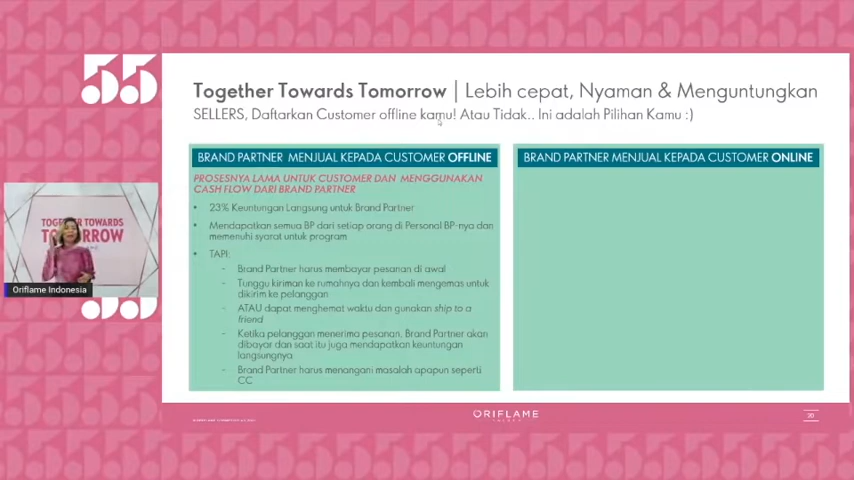 55
Together Towards Tomorrow | Lebih cepat, Nyaman & Menguntungkan
SELLERS, Daftarkan Customer offline kamu! Atau Tidak.. Ini adalah Pilihan Kamu :)
BRAND PARTNER MENJUAL KEPADA CUSTOMER OFFLINE
PROSESNYA LAMA UNTUK CUSTOMER DAN MENGGUNAKAN
CASH FLOW DARI BRAND PARTNER
• 23% Keuntungan Langsung untuk Brand Partner
• Mendapatkan semua BP dari setiap orang di Personal BP-nya dan
memenuhi syarat untuk program
• TAPI:
- Brand Partner harus membayar pesanan di awal
- Tunggu kiriman ke rumahnya dan kembali mengemas untuk
dikirim ke pelanggan
- ATAU dapat menghemat waktu dan gunakan ship to a
friend
- Ketika pelanggan menerima pesanan, Brand Partner akan
dibayar dan saat itu juga mendapatkan keuntungan
langsungnya
- Brand Partner harus menangani masalah apapun seperti
CC
BRAND PARTNER MENJUAL KEPADA CUSTOMER ONLINE
TOGETHER TOWARDS
TOMORROW
Oriflame Indonesia
ORIFLAME
SWEDEN
30